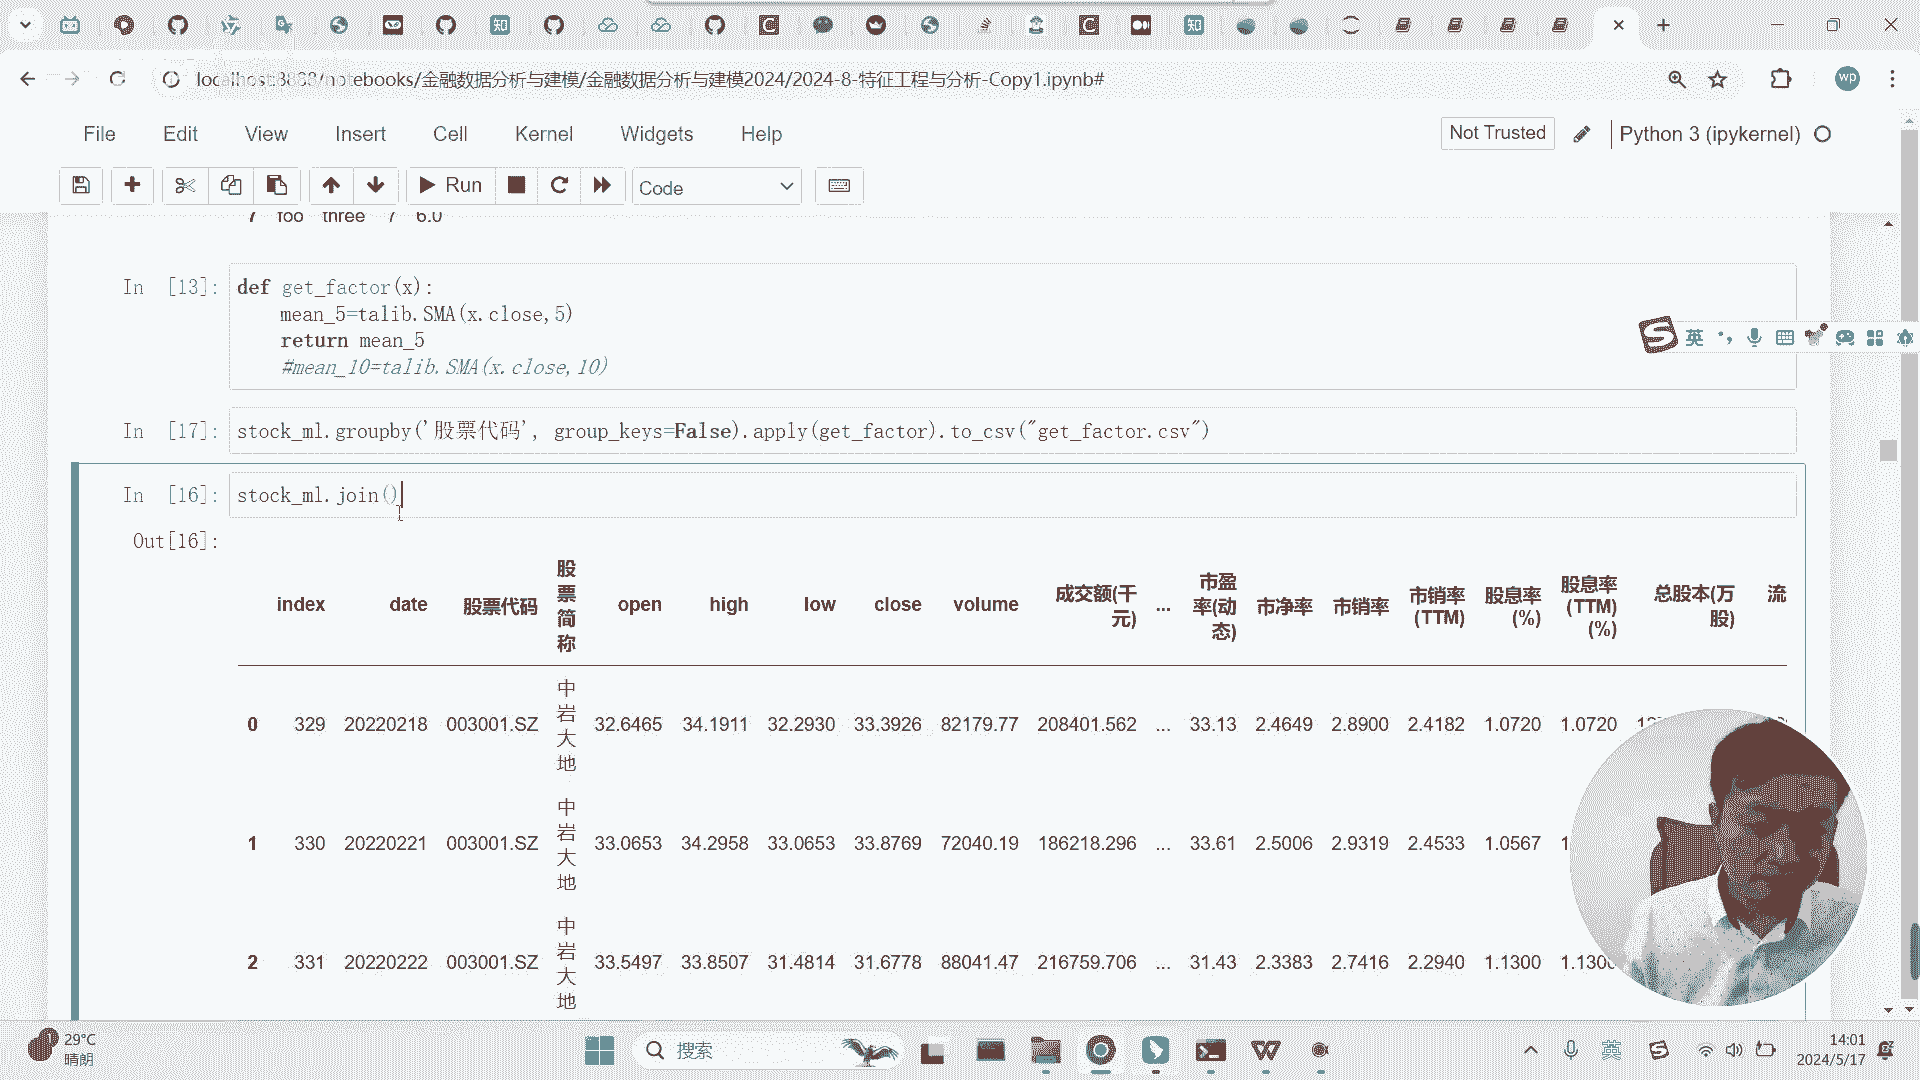 localhost:8888/notebooks/金融数据分析与建模/金融数据分析与建模2024/2024-8-特征工程与分析-Copy1.ipynb#
wp
File Edit View Insert Cell Kernel Widgets Help
Not Trusted
Python 3 (ipykernel)
Run
Code
7 foo three 7 6.0
In [13]:
def get_factor(x):
mean_5=talib.SMA(x.close,5)
return mean_5
#mean_10=talib.SMA(x.close,10)
英
In [17]:
stock_ml.groupby('股票代码', group_keys=False).apply(get_factor).to_csv("get_factor.csv")
In [16]:
stock_ml.join()
Out[16]:
index date 股票代码 股票简称 open high low close volume 成交额(千元) ... 市盈率(动态) 市净率 市销率 市销率(TTM) 股息率(%) 股息率(TTM)(%) 总股本(万股) 流
0 329 20220218 003001.SZ 中岩大地 32.6465 34.1911 32.2930 33.3926 82179.77 208401.562 ... 33.13 2.4649 2.8900 2.4182 1.0720 1.0720
1 330 20220221 003001.SZ 中岩大地 33.0653 34.2958 33.0653 33.8769 72040.19 186218.296 ... 33.61 2.5006 2.9319 2.4533 1.0567
2 331 20220222 003001.SZ 中岩大地 33.5497 33.8507 31.4814 31.6778 88041.47 216759.706 ... 31.43 2.3383 2.7416 2.2940 1.1300 1.1300
29°C
晴朗
搜索
英
14:01
2024/5/17